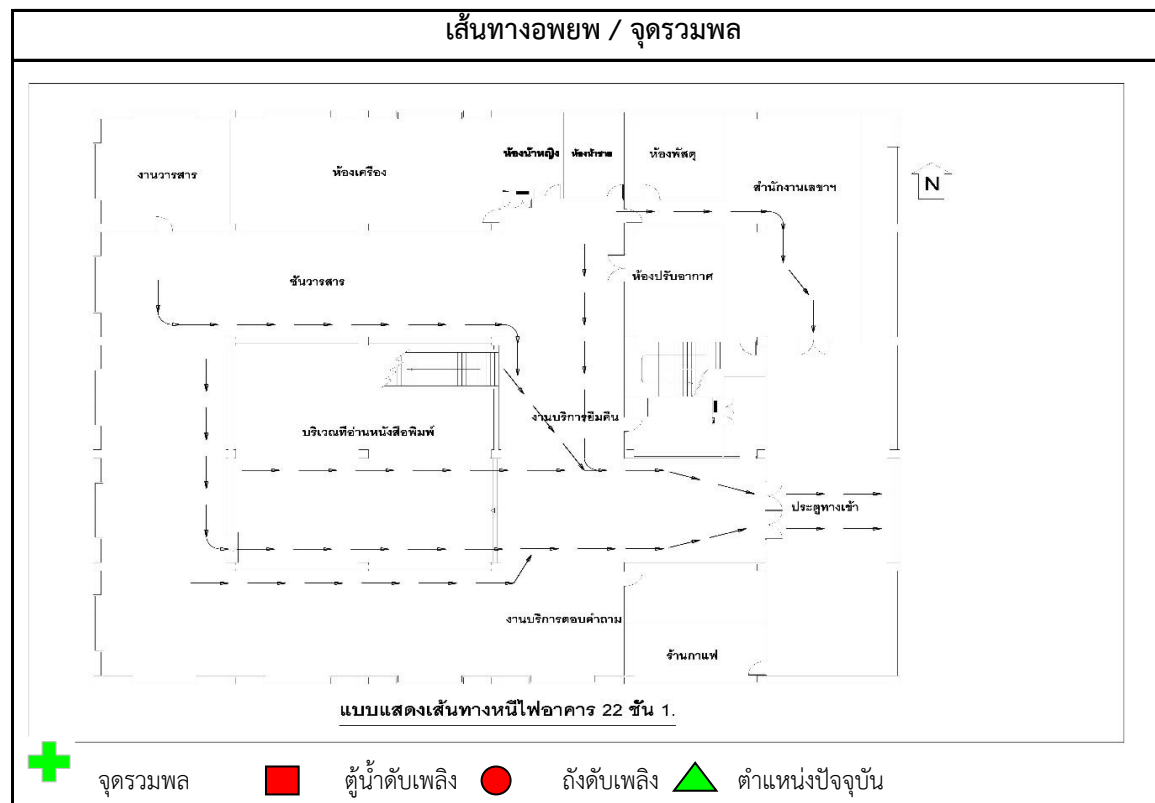 เส้นทางอพยพ / จุดรวมพล
ห้องน้ำหญิง
ห้องน้ำชาย
ห้องพัสดุ
งานวารสาร
ห้องเครื่อง
สำนักงานเลขาฯ
N
ชั้นวารสาร
ห้องปรับอากาศ
งานบริการยืมคืน
บริเวณที่อ่านหนังสือพิมพ์
ประตูทางเข้า
งานบริการตอบคำถาม
ร้านกาแฟ
แบบแสดงเส้นทางหนีไฟอาคาร 22 ชั้น 1.
จุดรวมพล ตู้น้ำดับเพลิง ถังดับเพลิง ตำแหน่งปัจจุบัน